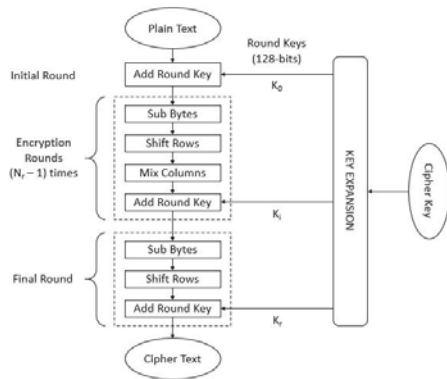 Plain Text
Round Keys
(128-bits)
Initial Round
Add Round Key
K₀
Sub Bytes
Encryption
Rounds
(Nᵣ – 1) times
Shift Rows
Mix Columns
Add Round Key
Kᵢ
KEY EXPANSION
Cipher Key
Sub Bytes
Final Round
Shift Rows
Add Round Key
Kᵣ
Cipher Text